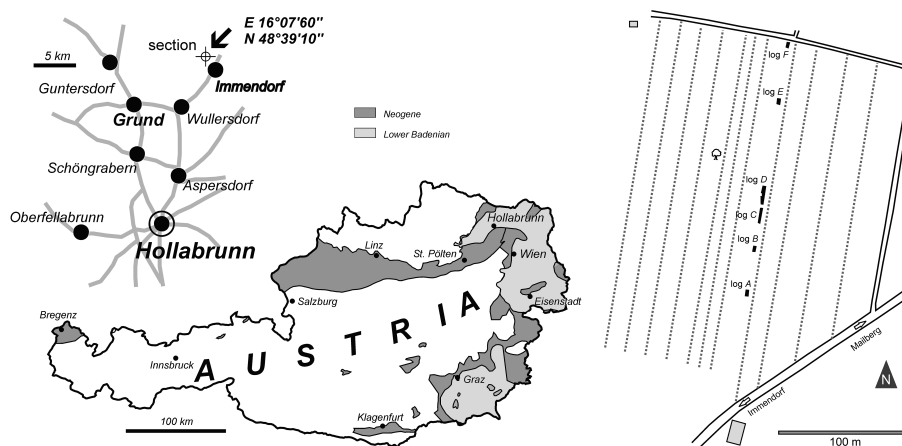 E 16°07'60"
N 48°39'10"
section
5 km
Immendorf
Guntersdorf
Grund
Wullersdorf
Schöngrabern
Aspersdorf
Oberfellabrunn
Hollabrunn
Neogene
Lower Badenian
Hollabrunn
Linz
St. Pölten
Wien
Salzburg
Eisenstadt
Bregenz
Innsbruck
AUSTRIA
Graz
Klagenfurt
100 km
log F
log E
log D
log C
log B
log A
Mailberg
Immendorf
N
100 m